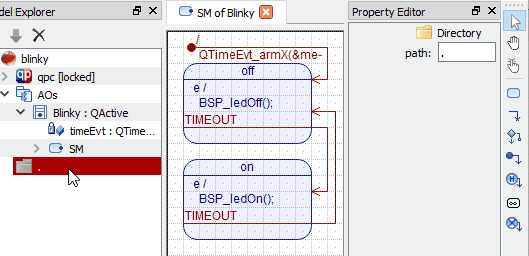 del Explorer
blinky
qpc [locked]
AOs
Blinky : QActive
timeEvt : QTime...
SM
.
SM of Blinky
/
QTimeEvt_armX(&me-
off
e /
BSP_ledOff();
TIMEOUT
on
e /
BSP_ledOn();
TIMEOUT
Property Editor
Directory
path: .